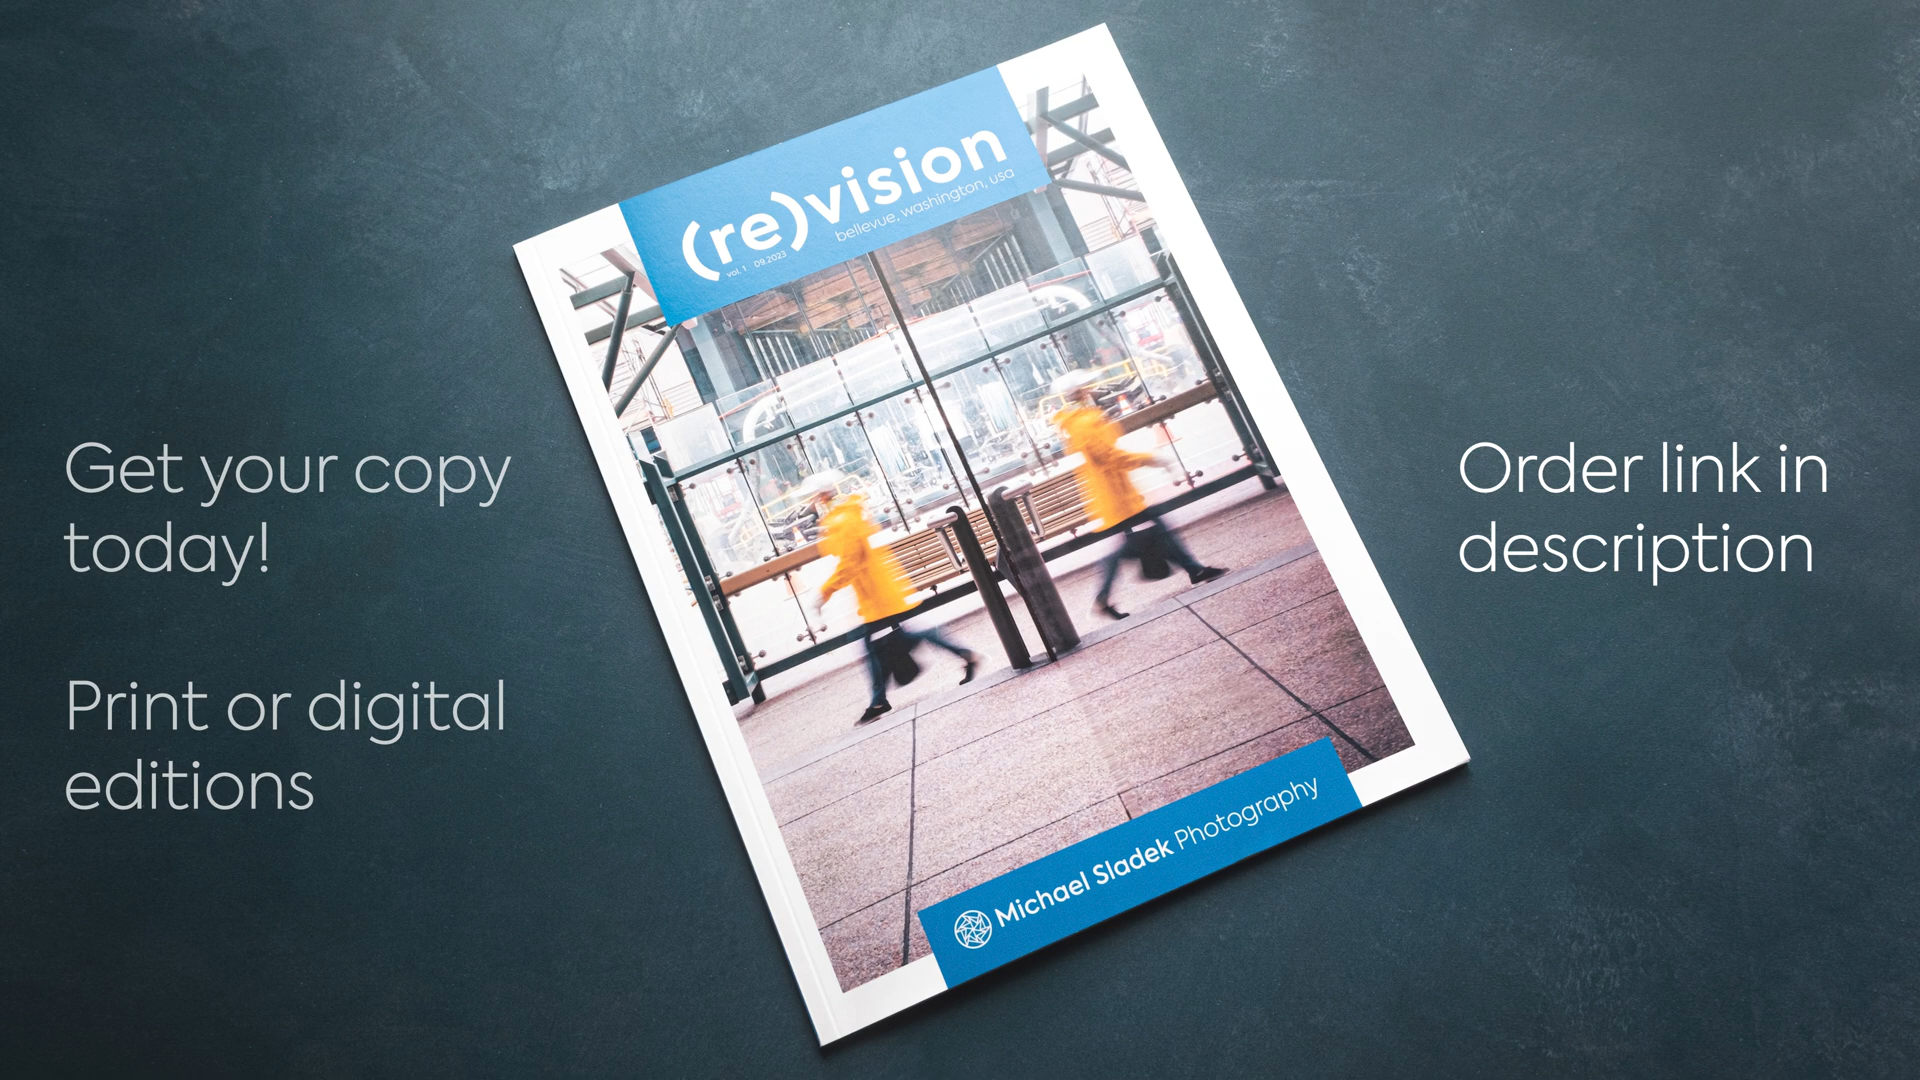 Get your copy
today!
Print or digital
editions
(re)vision
vol. 1 09.2023
bellevue, washington, usa
Michael Sladek Photography
Order link in
description